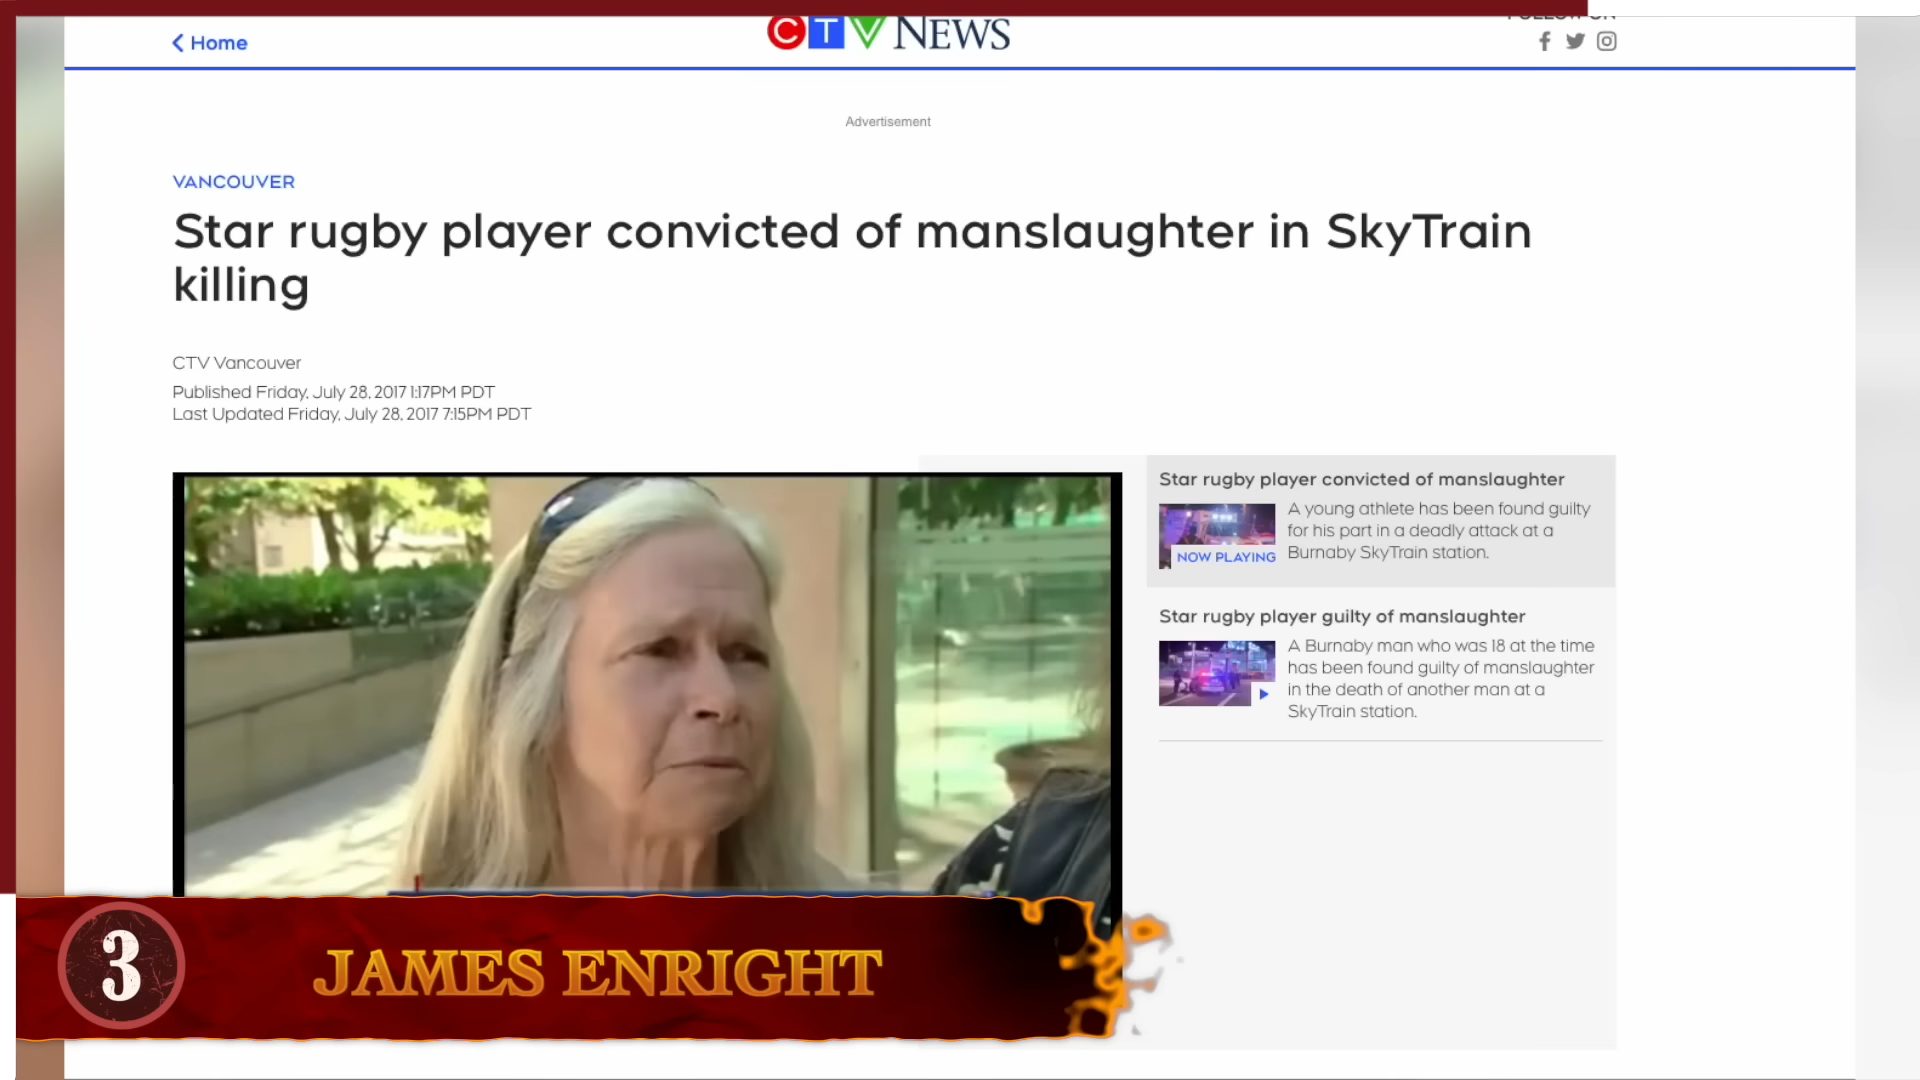 FOLLOW ON
Home
CTV NEWS
Advertisement
VANCOUVER
Star rugby player convicted of manslaughter in SkyTrain
killing
CTV Vancouver
Published Friday, July 28, 2017 1:17PM PDT
Last Updated Friday, July 28, 2017 7:15PM PDT
Star rugby player convicted of manslaughter
A young athlete has been found guilty
for his part in a deadly attack at a
Burnaby SkyTrain station.
NOW PLAYING
Star rugby player guilty of manslaughter
A Burnaby man who was 18 at the time
has been found guilty of manslaughter
in the death of another man at a
SkyTrain station.
3
JAMES ENRIGHT